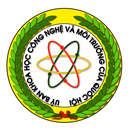 ỦY BAN KHOA HỌC CÔNG NGHỆ VÀ MÔI TRƯỜNG CỦA QUỐC HỘI